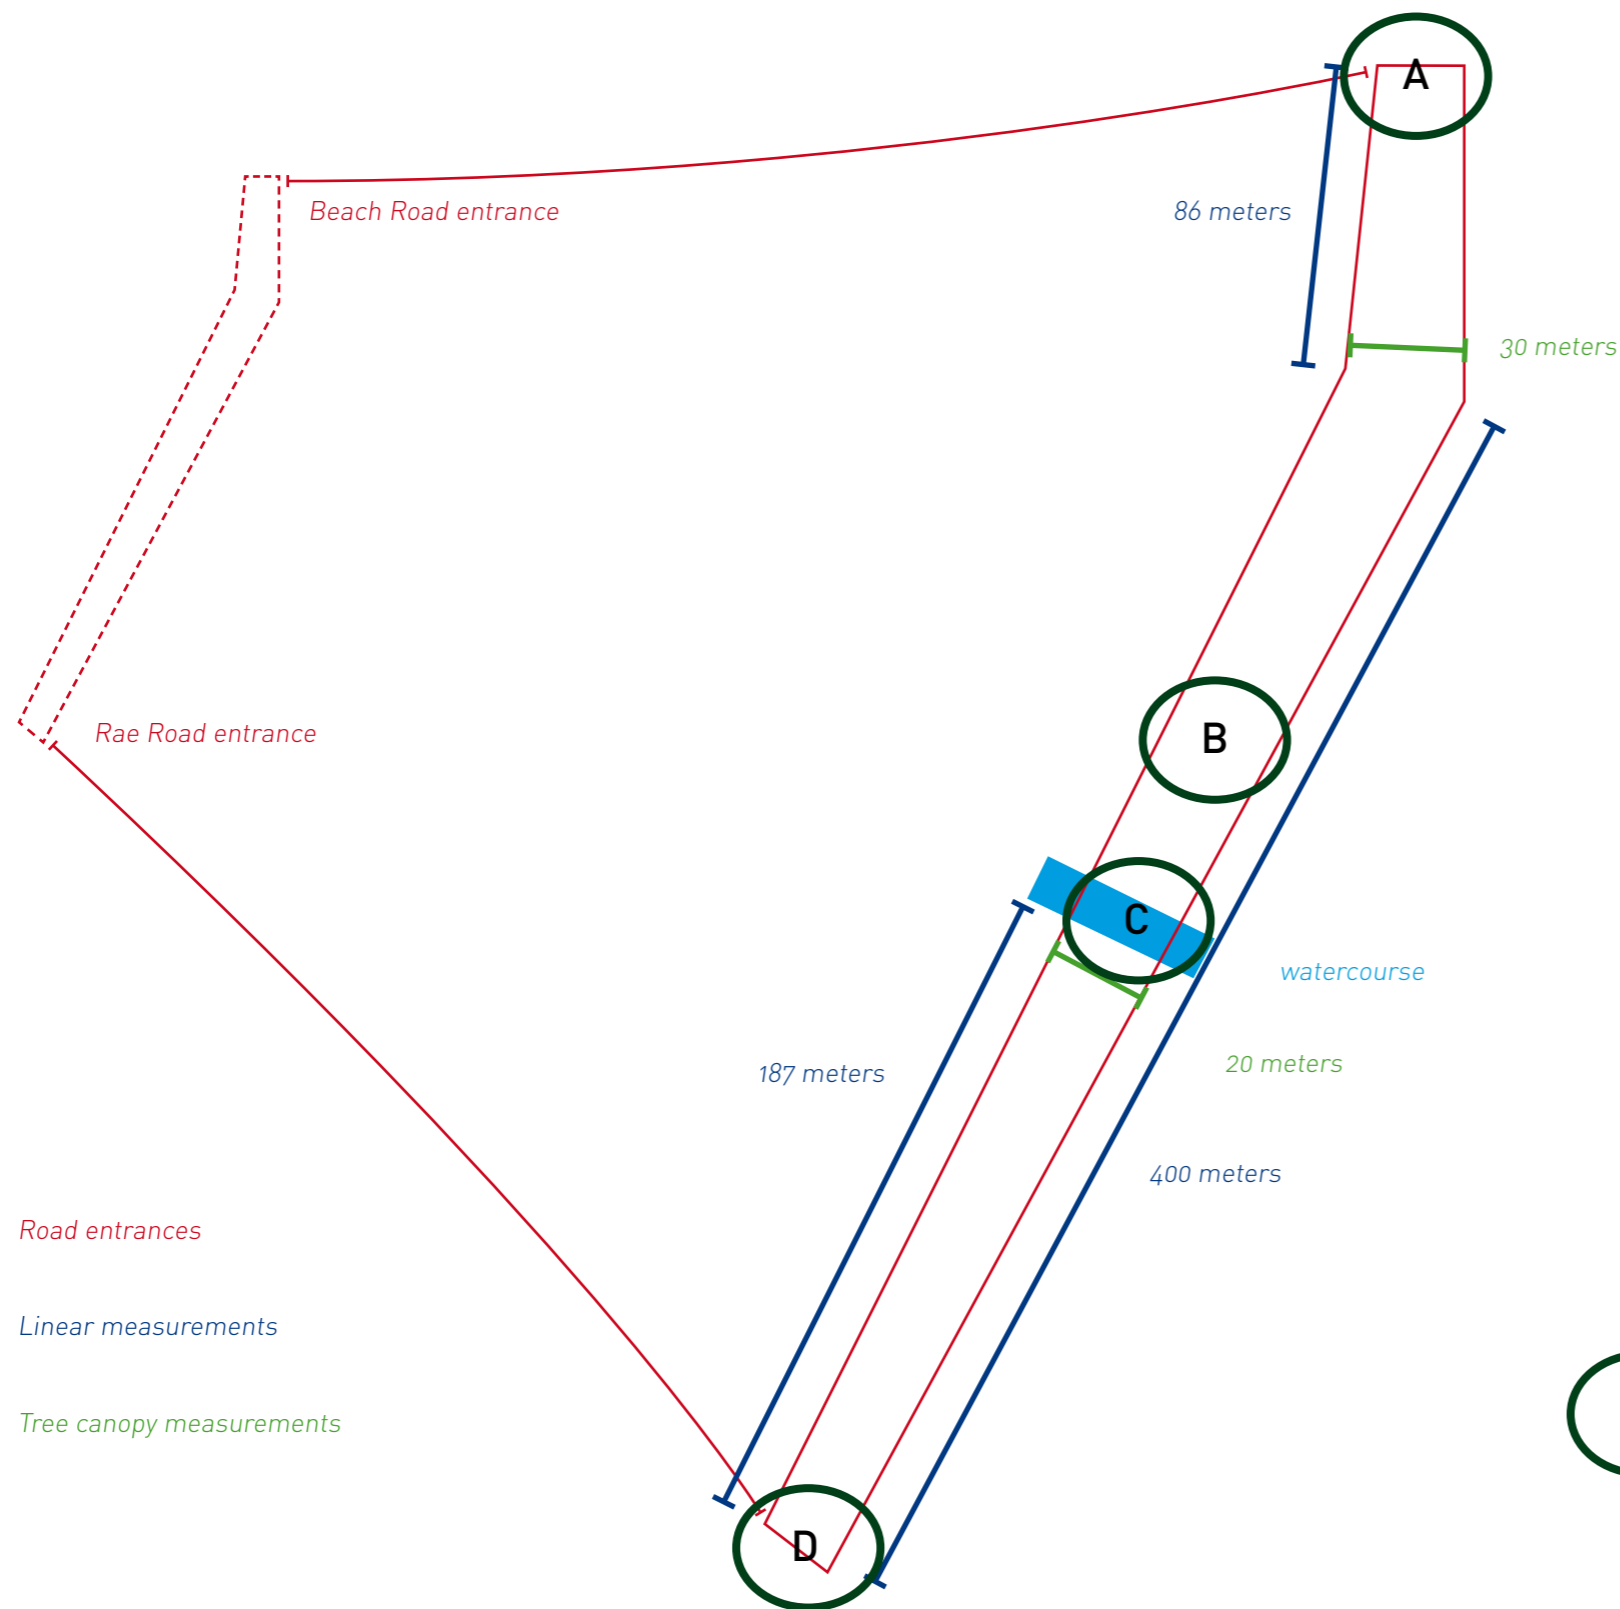 A
Beach Road entrance
86 meters
30 meters
Rae Road entrance
B
C
watercourse
20 meters
187 meters
400 meters
Road entrances
Linear measurements
Tree canopy measurements
D